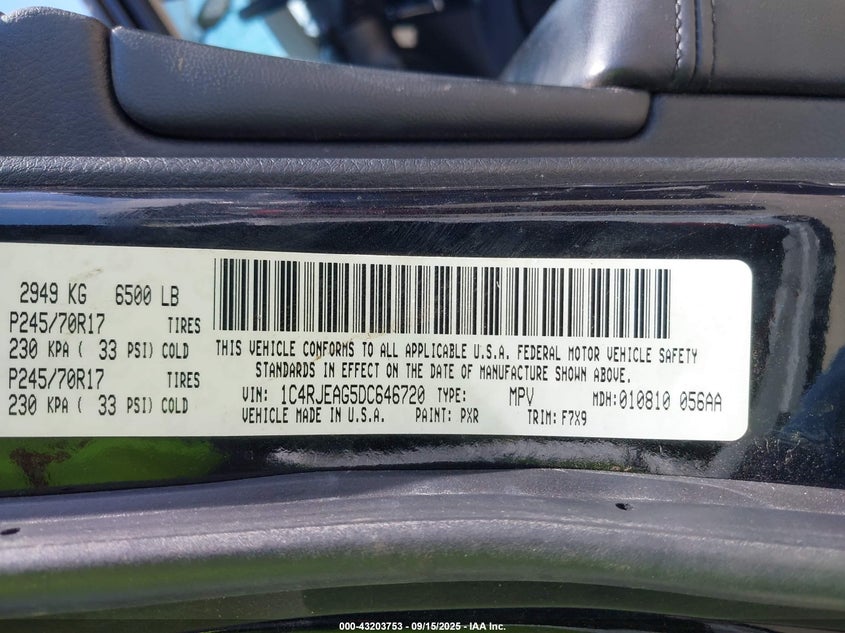 2949 KG 6500 LB
P245/70R17 TIRES
230 KPA ( 33 PSI) COLD
P245/70R17 TIRES
230 KPA ( 33 PSI) COLD
THIS VEHICLE CONFORMS TO ALL APPLICABLE U.S.A. FEDERAL MOTOR VEHICLE SAFETY
STANDARDS IN EFFECT ON THE DATE OF MANUFACTURE SHOWN ABOVE.
VIN: 1C4RJEAG5DC646720 TYPE: MPV MDH: 010810 056AA
VEHICLE MADE IN U.S.A. PAINT: PXR TRIM: F7X9
000-43203753 - 09/15/2025 - IAA Inc.